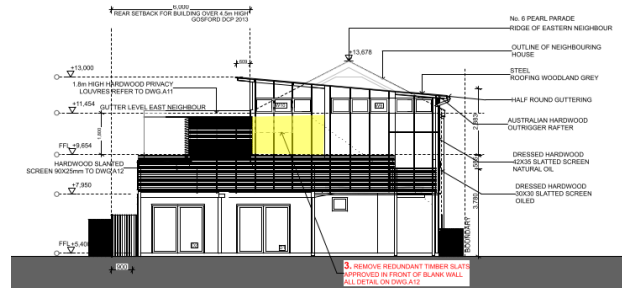 6,000
REAR SETBACK FOR BUILDING OVER 4.5m HIGH
GOSFORD DCP 2013
No. 6 PEARL PARADE
RIDGE OF EASTERN NEIGHBOUR
+13,678
OUTLINE OF NEIGHBOURING
HOUSE
+13,000
STEEL
ROOFING WOODLAND GREY
1.8m HIGH HARDWOOD PRIVACY
LOUVRES REFER TO DWG.A11
HALF ROUND GUTTERING
+11,454
GUTTER LEVEL EAST NEIGHBOUR
AUSTRALIAN HARDWOOD
OUTRIGGER RAFTER
FFL +9,654
DRESSED HARDWOOD
42X35 SLATTED SCREEN
NATURAL OIL
HARDWOOD SLANTED
SCREEN 90X25mm TO DWG.A12
+7,950
DRESSED HARDWOOD
30X30 SLATTED SCREEN
OILED
3,780
BOUNDARY
FFL +5,400
3. REMOVE REDUNDANT TIMBER SLATS
APPROVED IN FRONT OF BLANK WALL
ALL DETAIL ON DWG.A12